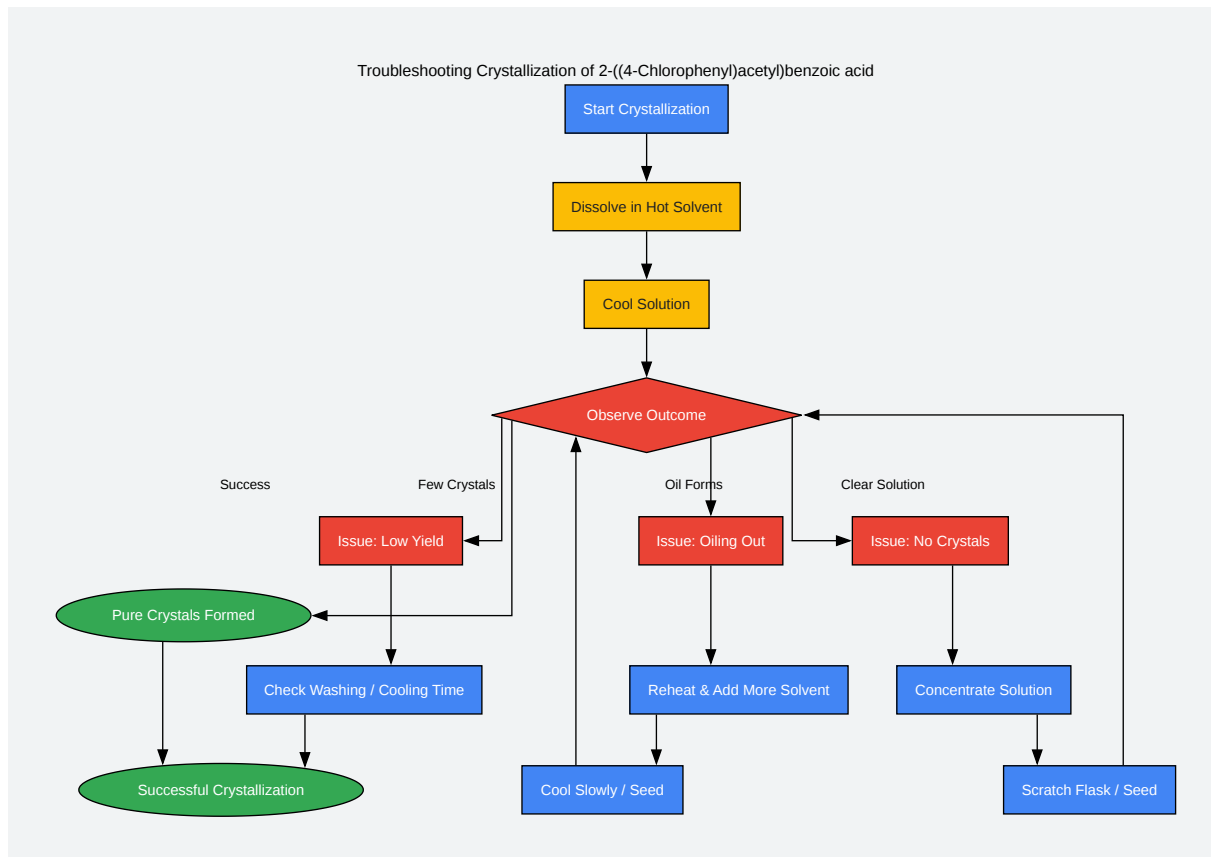 Troubleshooting Crystallization of 2-((4-Chlorophenyl)acetyl)benzoic acid
Start Crystallization
Dissolve in Hot Solvent
Cool Solution
Observe Outcome
Success
Few Crystals
Oil Forms
Clear Solution
Issue: Low Yield
Issue: Oiling Out
Issue: No Crystals
Pure Crystals Formed
Check Washing / Cooling Time
Reheat & Add More Solvent
Concentrate Solution
Successful Crystallization
Cool Slowly / Seed
Scratch Flask / Seed